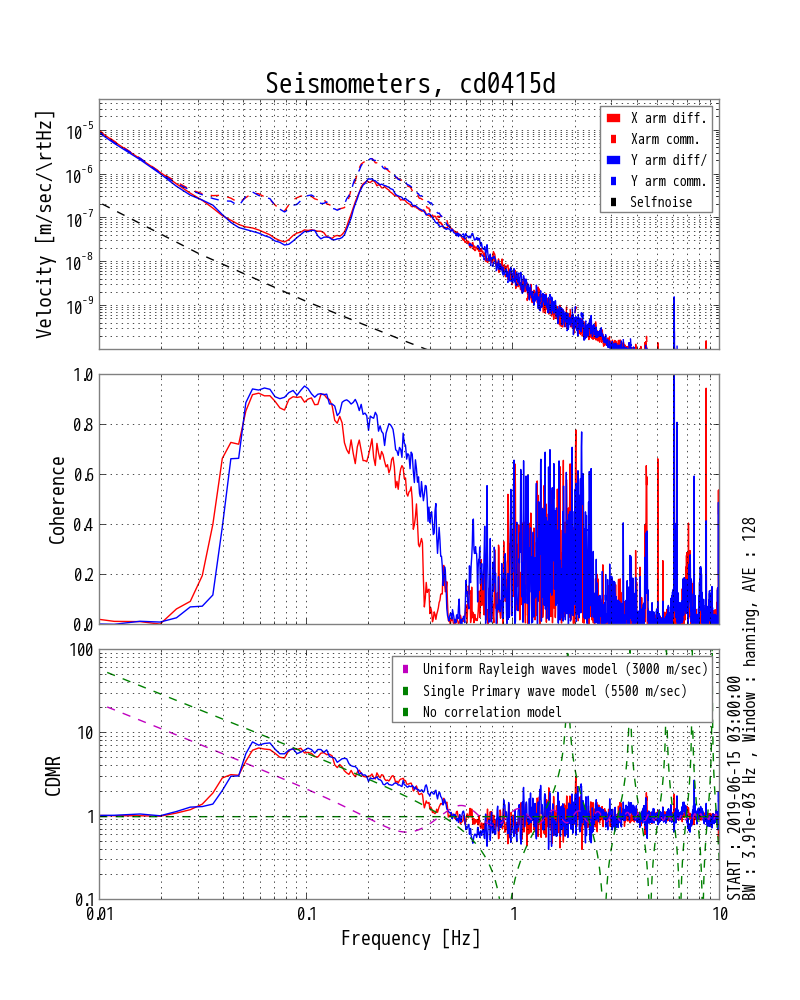 Seismometers, cd0415d
Velocity [m/sec/\rtHz]
10^-5
10^-6
10^-7
10^-8
10^-9
X arm diff.
Xarm comm.
Y arm diff/
Y arm comm.
Selfnoise
Coherence
1.0
0.8
0.6
0.4
0.2
0.0
CDMR
100
10
1
0.1
Uniform Rayleigh waves model (3000 m/sec)
Single Primary wave model (5500 m/sec)
No correlation model
0.01
0.1
1
10
Frequency [Hz]
START : 2019-06-15 03:00:00
BW : 3.91e-03 Hz , Window : hanning, AVE : 128